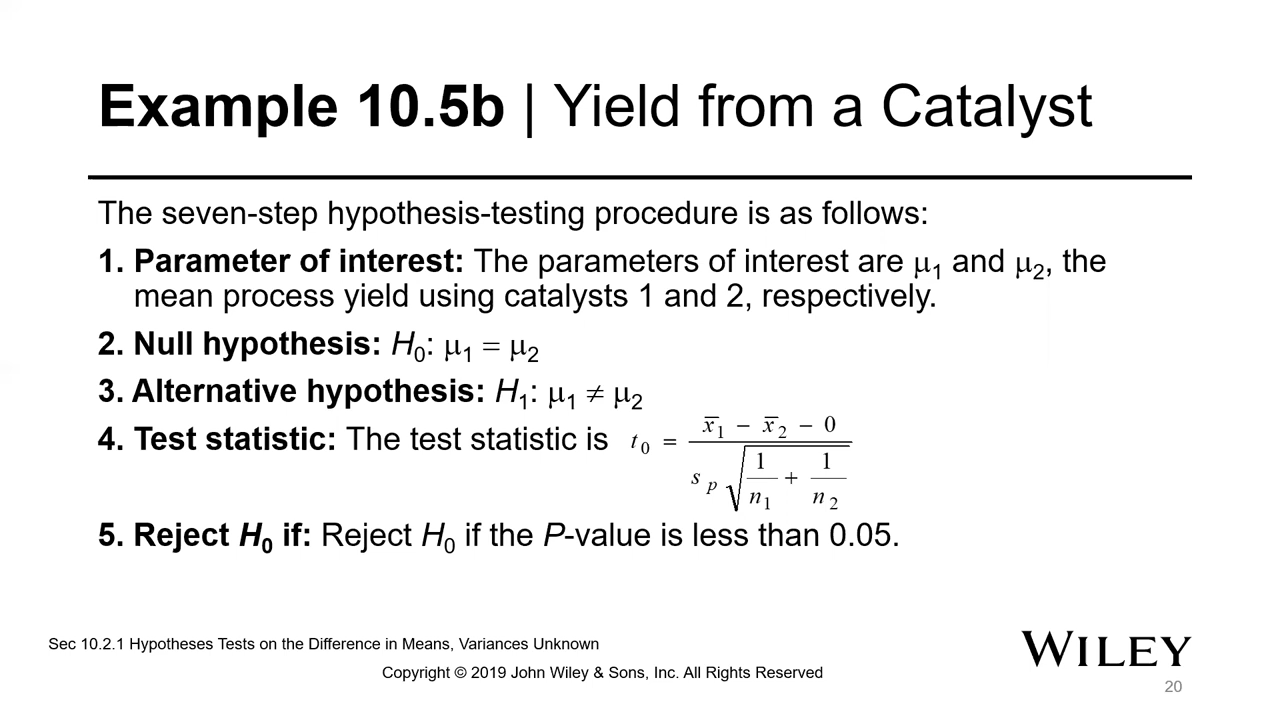 Example 10.5b | Yield from a Catalyst
The seven-step hypothesis-testing procedure is as follows:
1. Parameter of interest: The parameters of interest are μ₁ and μ₂, the
mean process yield using catalysts 1 and 2, respectively.
2. Null hypothesis: H₀: μ₁ = μ₂
3. Alternative hypothesis: H₁: μ₁ ≠ μ₂
4. Test statistic: The test statistic is t₀ = (x̅₁ − x̅₂ − 0) / (sₚ √(1/n₁ + 1/n₂))
5. Reject H₀ if: Reject H₀ if the P-value is less than 0.05.
Sec 10.2.1 Hypotheses Tests on the Difference in Means, Variances Unknown
WILEY
Copyright © 2019 John Wiley & Sons, Inc. All Rights Reserved
20